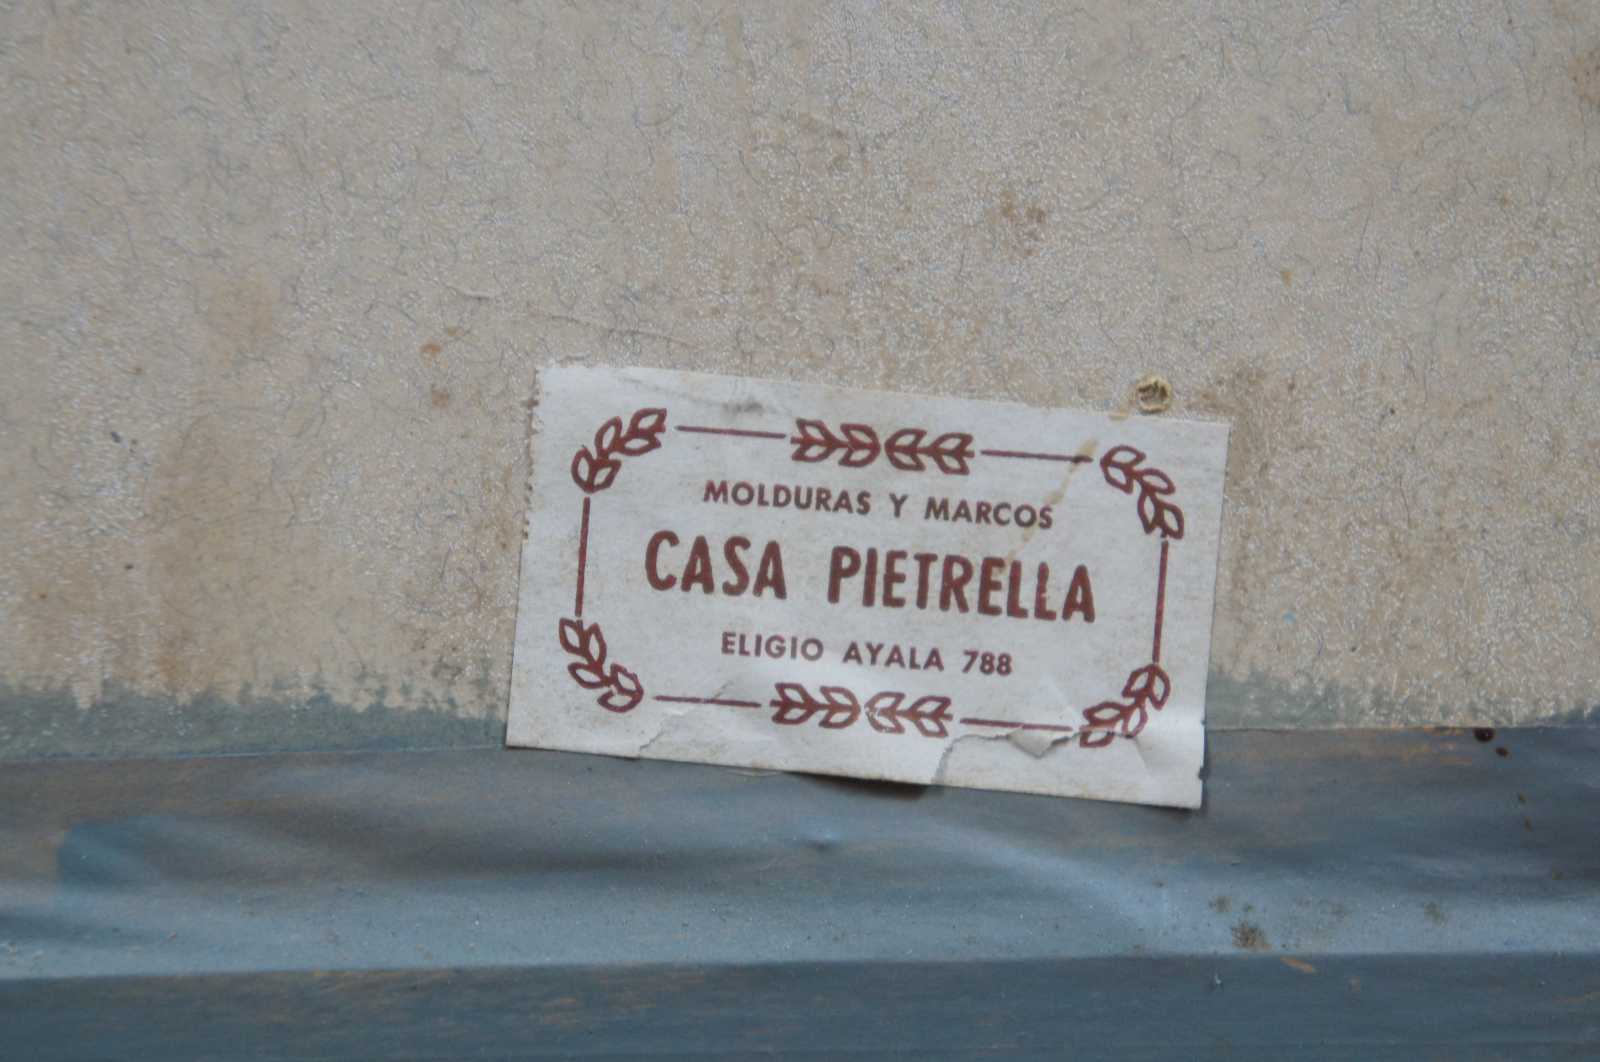 MOLDURAS Y MARCOS
CASA PIETRELLA
ELIGIO AYALA 788